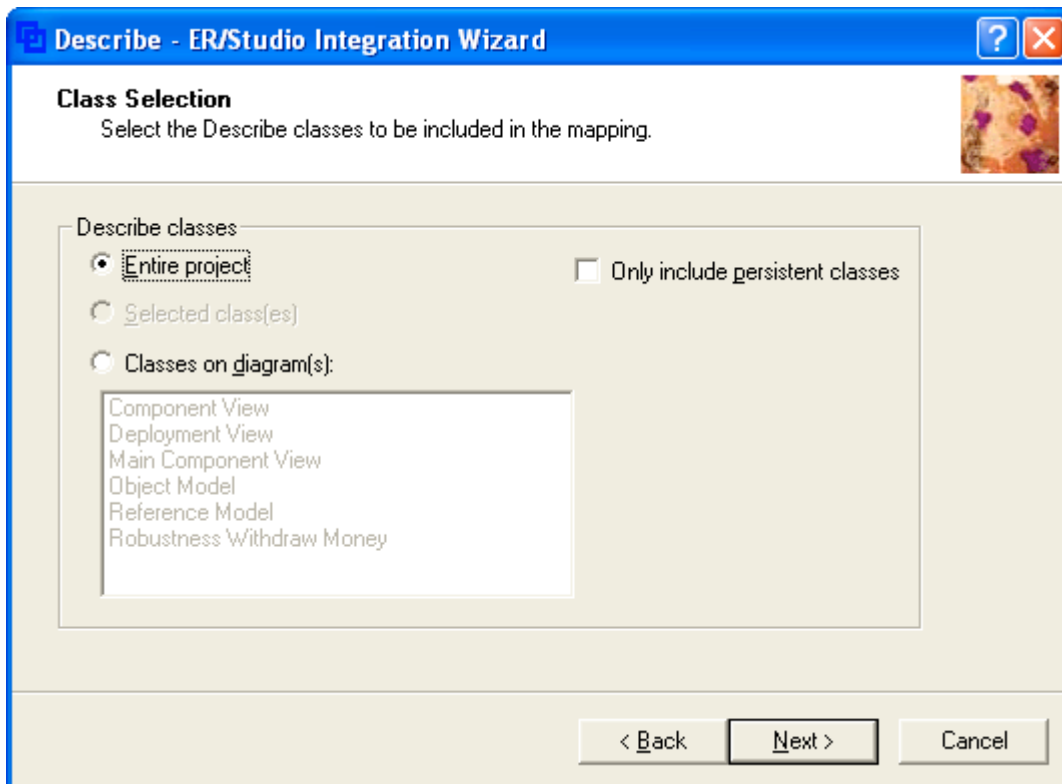 Describe - ER/Studio Integration Wizard
?
Class Selection
Select the Describe classes to be included in the mapping.
Describe classes
Entire project
Only include persistent classes
Selected class(es)
Classes on diagram(s):
Component View
Deployment View
Main Component View
Object Model
Reference Model
Robustness Withdraw Money
< Back
Next >
Cancel